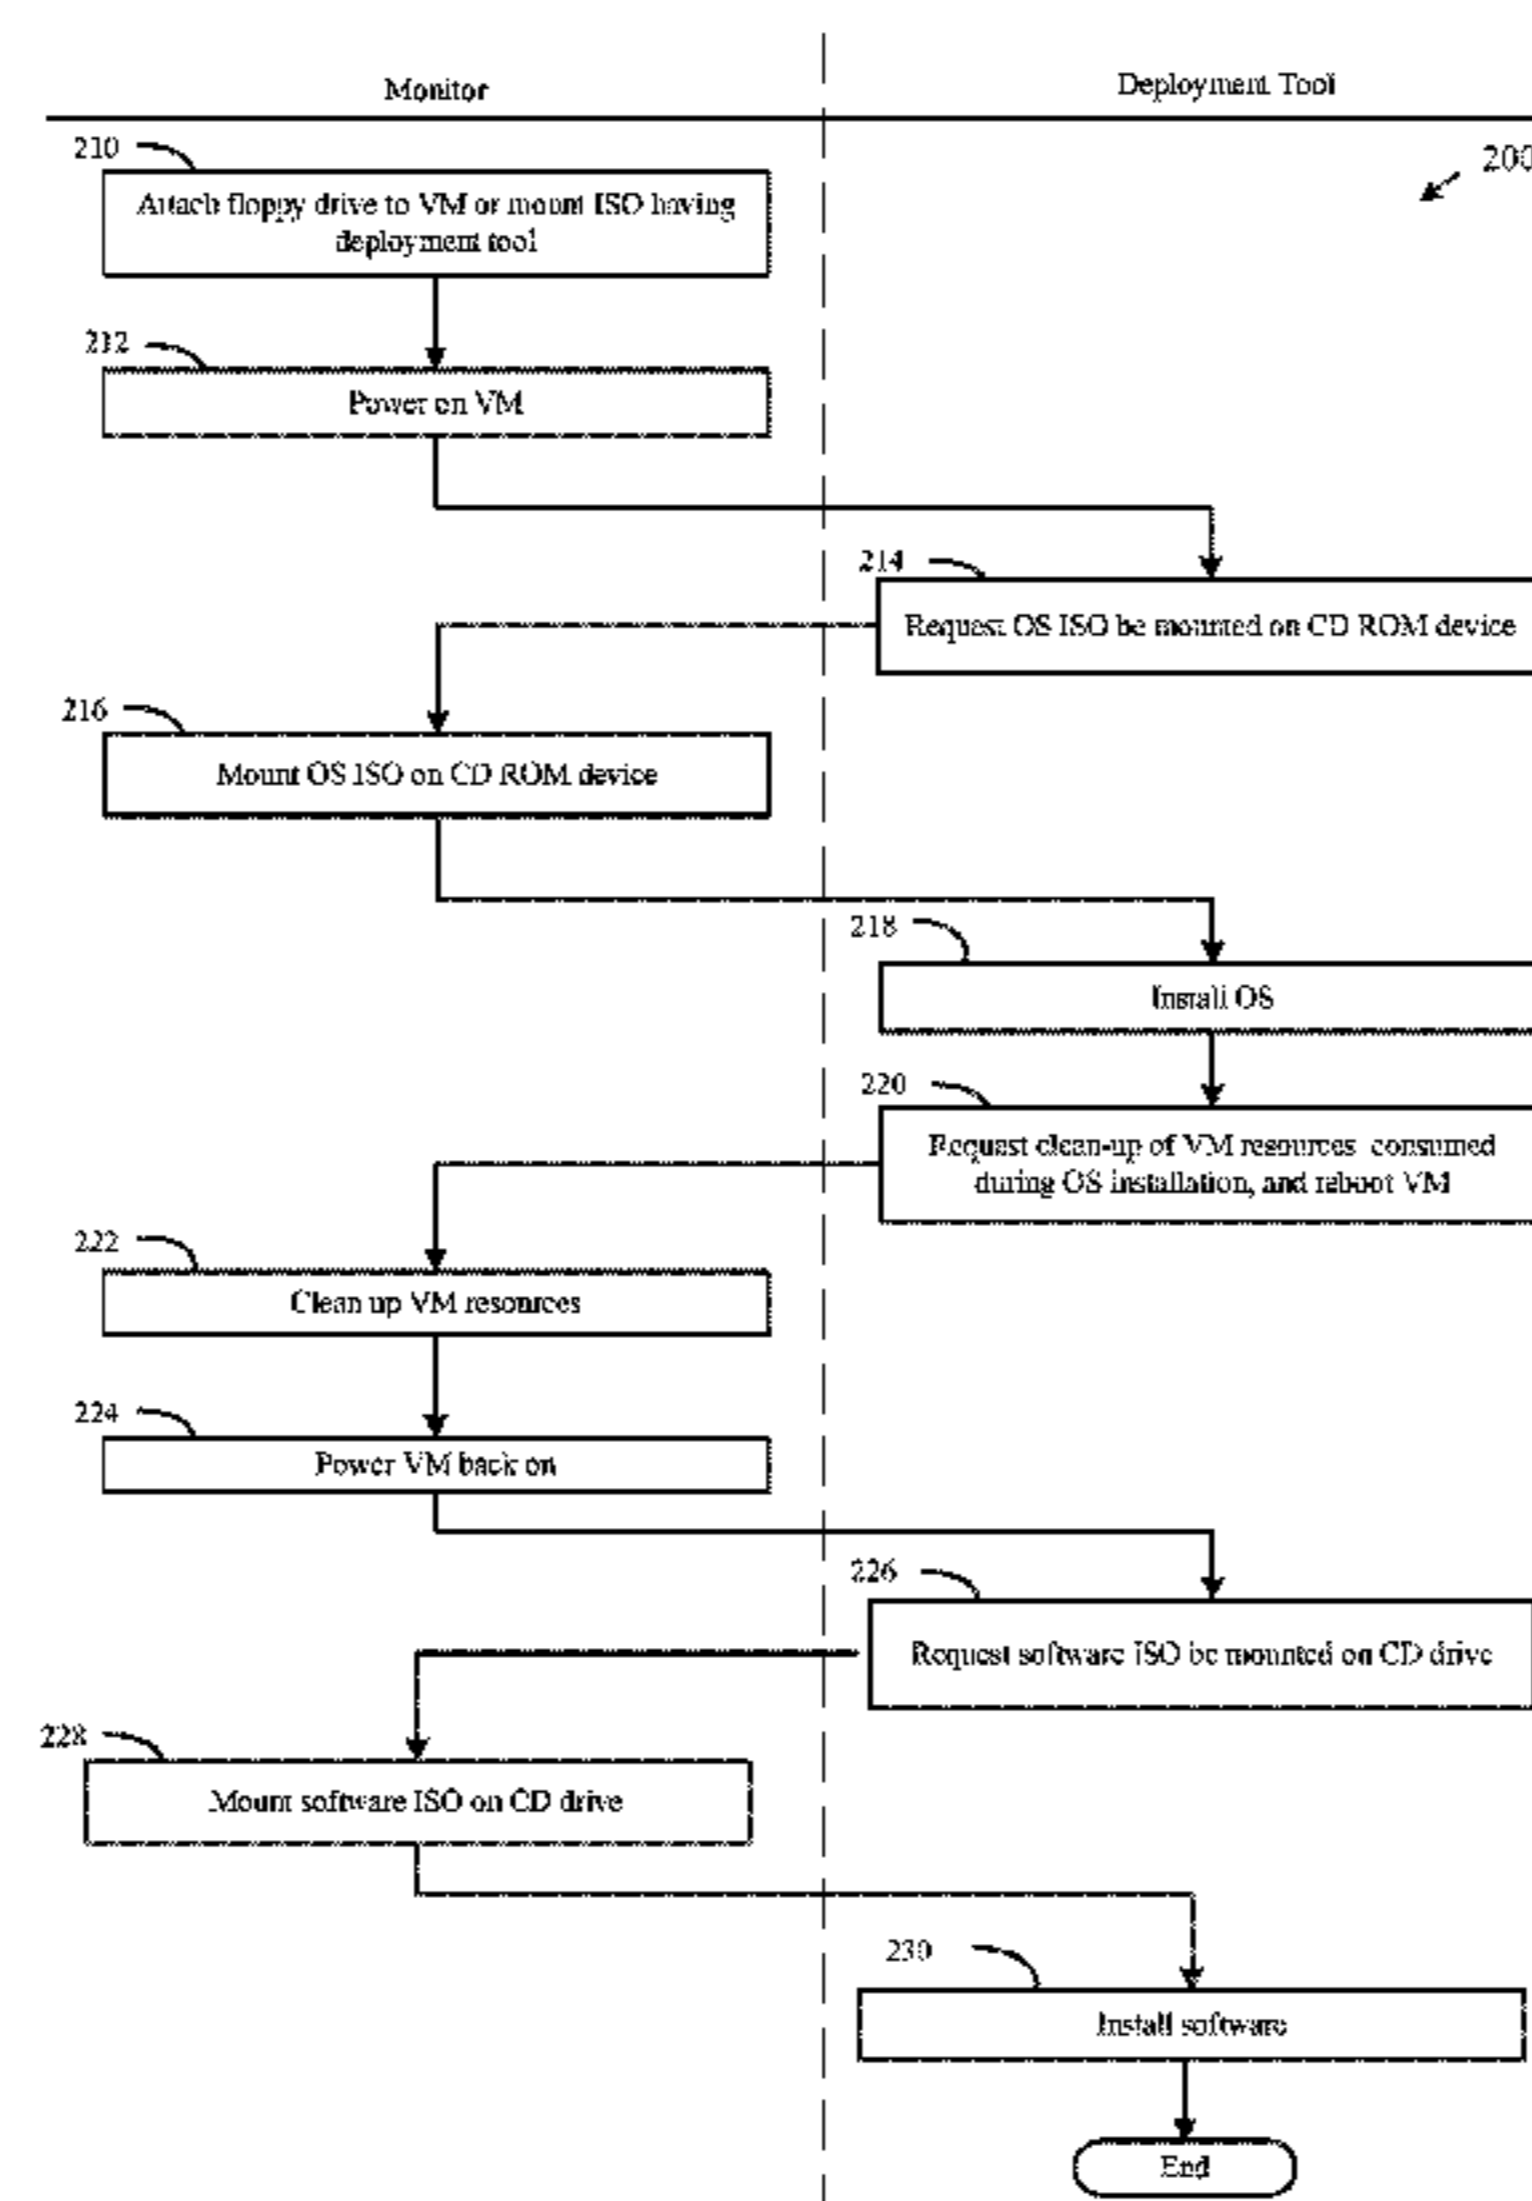 Monitor
Deployment Tool
200
210
Attach floppy drive to VM or mount ISO having
deployment tool
212
Power on VM
214
Request OS ISO be mounted on CD ROM device
216
Mount OS ISO on CD ROM device
218
Install OS
220
Request clean-up of VM resources consumed
during OS installation, and reboot VM
222
Clean up VM resources
224
Power VM back on
226
Request software ISO be mounted on CD drive
228
Mount software ISO on CD drive
230
Install software
End